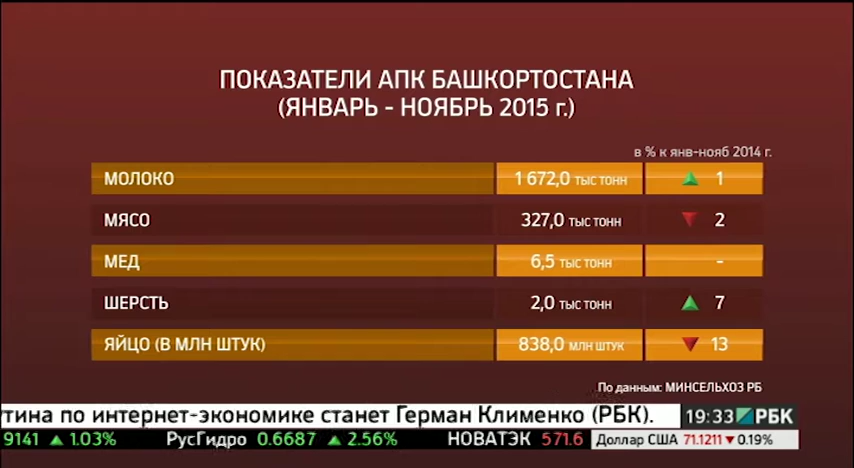 ПОКАЗАТЕЛИ АПК БАШКОРТОСТАНА
(ЯНВАРЬ - НОЯБРЬ 2015 г.)
в % к янв-нояб 2014 г.
МОЛОКО 1 672,0 ТЫС ТОНН ▲ 1
МЯСО 327,0 ТЫС ТОНН ▼ 2
МЕД 6,5 ТЫС ТОНН -
ШЕРСТЬ 2,0 ТЫС ТОНН ▲ 7
ЯЙЦО (В МЛН ШТУК) 838,0 МЛН ШТУК ▼ 13
По данным: МИНСЕЛЬХОЗ РБ
утина по интернет-экономике станет Герман Клименко (РБК). 19:33 РБК
9141 ▲ 1.03% РусГидро 0.6687 ▲ 2.56% НОВАТЭК 571.6 Доллар США 71.1211 ▼ 0.19%